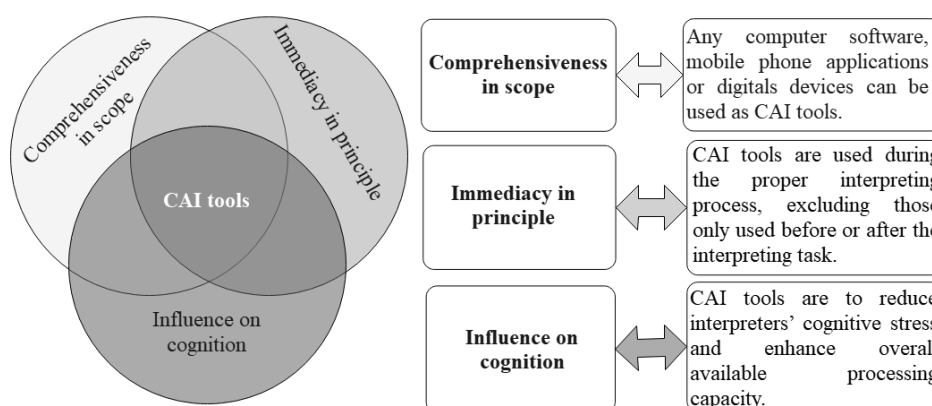 Comprehensiveness
in scope
Immediacy in
principle
CAI tools
Influence on
cognition
Comprehensiveness
in scope
Any computer software,
mobile phone applications
or digitals devices can be
used as CAI tools.
Immediacy in
principle
CAI tools are used during
the proper interpreting
process, excluding those
only used before or after the
interpreting task.
Influence on
cognition
CAI tools are to reduce
interpreters’ cognitive stress
and enhance overall
available processing
capacity.